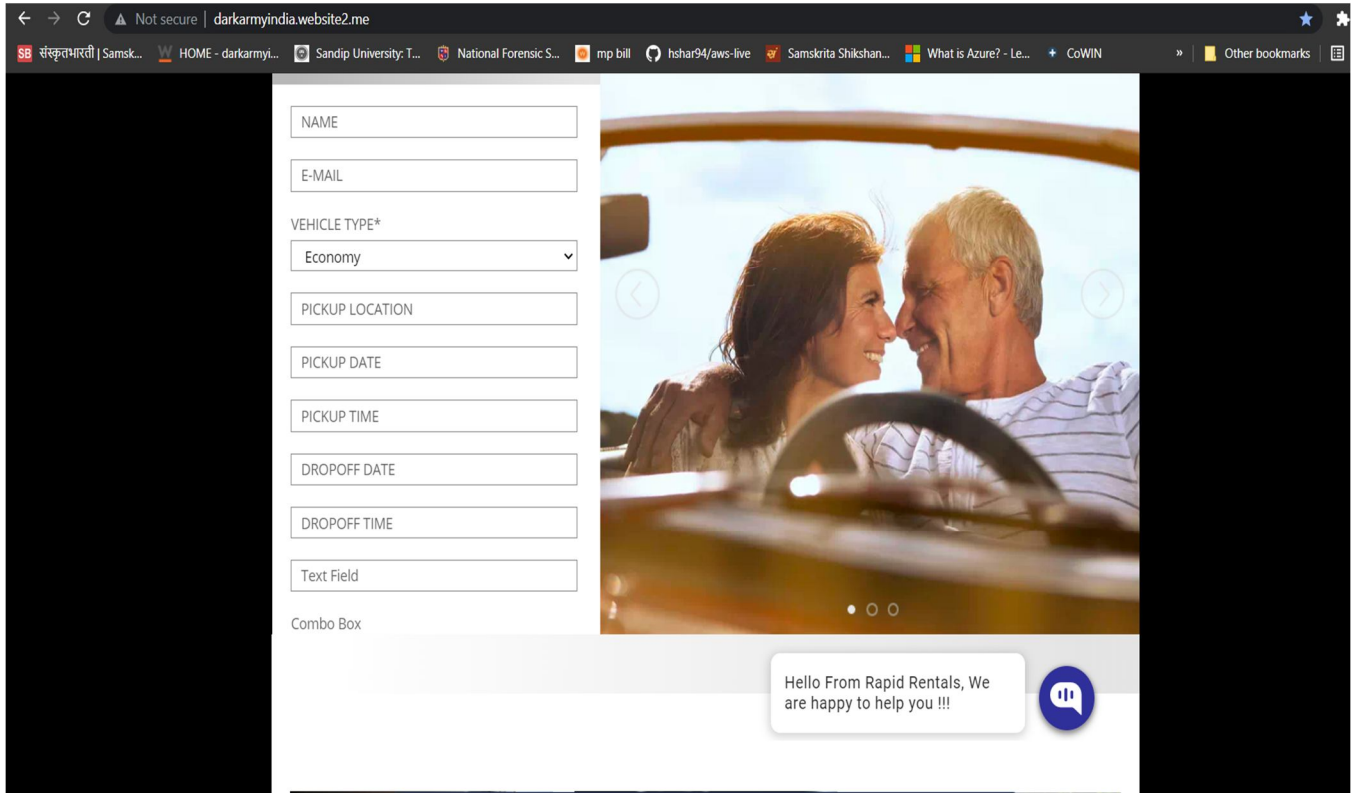 Not secure | darkarmyindia.website2.me
SB संस्कृतभारती | Samsk... W HOME - darkarmyi... Sandip University: T... National Forensic S... mp bill hshar94/aws-live Samskrita Shikshan... What is Azure? - Le... CoWIN » Other bookmarks
NAME
E-MAIL
VEHICLE TYPE*
Economy
PICKUP LOCATION
PICKUP DATE
PICKUP TIME
DROPOFF DATE
DROPOFF TIME
Text Field
Combo Box
Hello From Rapid Rentals, We
are happy to help you !!!